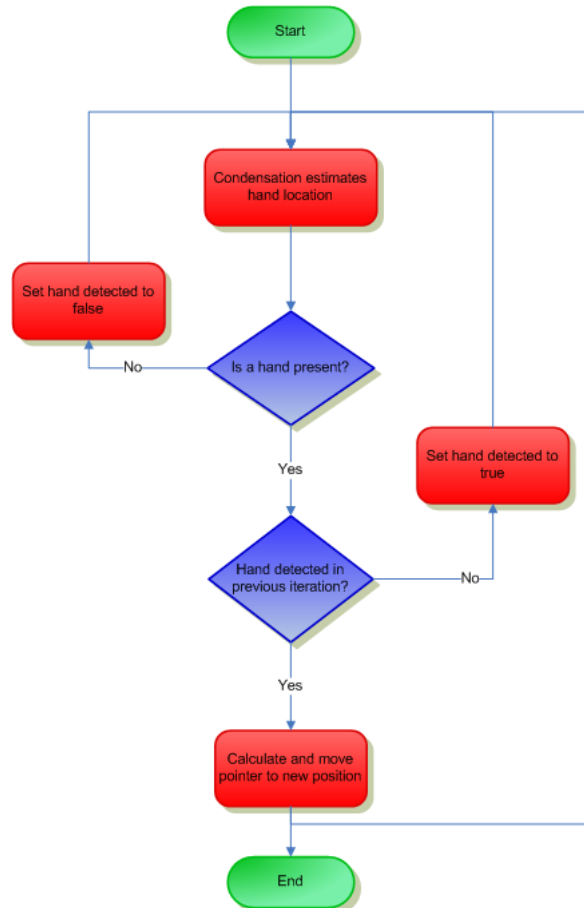 Start
Condensation estimates
hand location
Set hand detected to
false
Is a hand present?
No
Yes
Set hand detected to
true
Hand detected in
previous iteration?
No
Yes
Calculate and move
pointer to new position
End